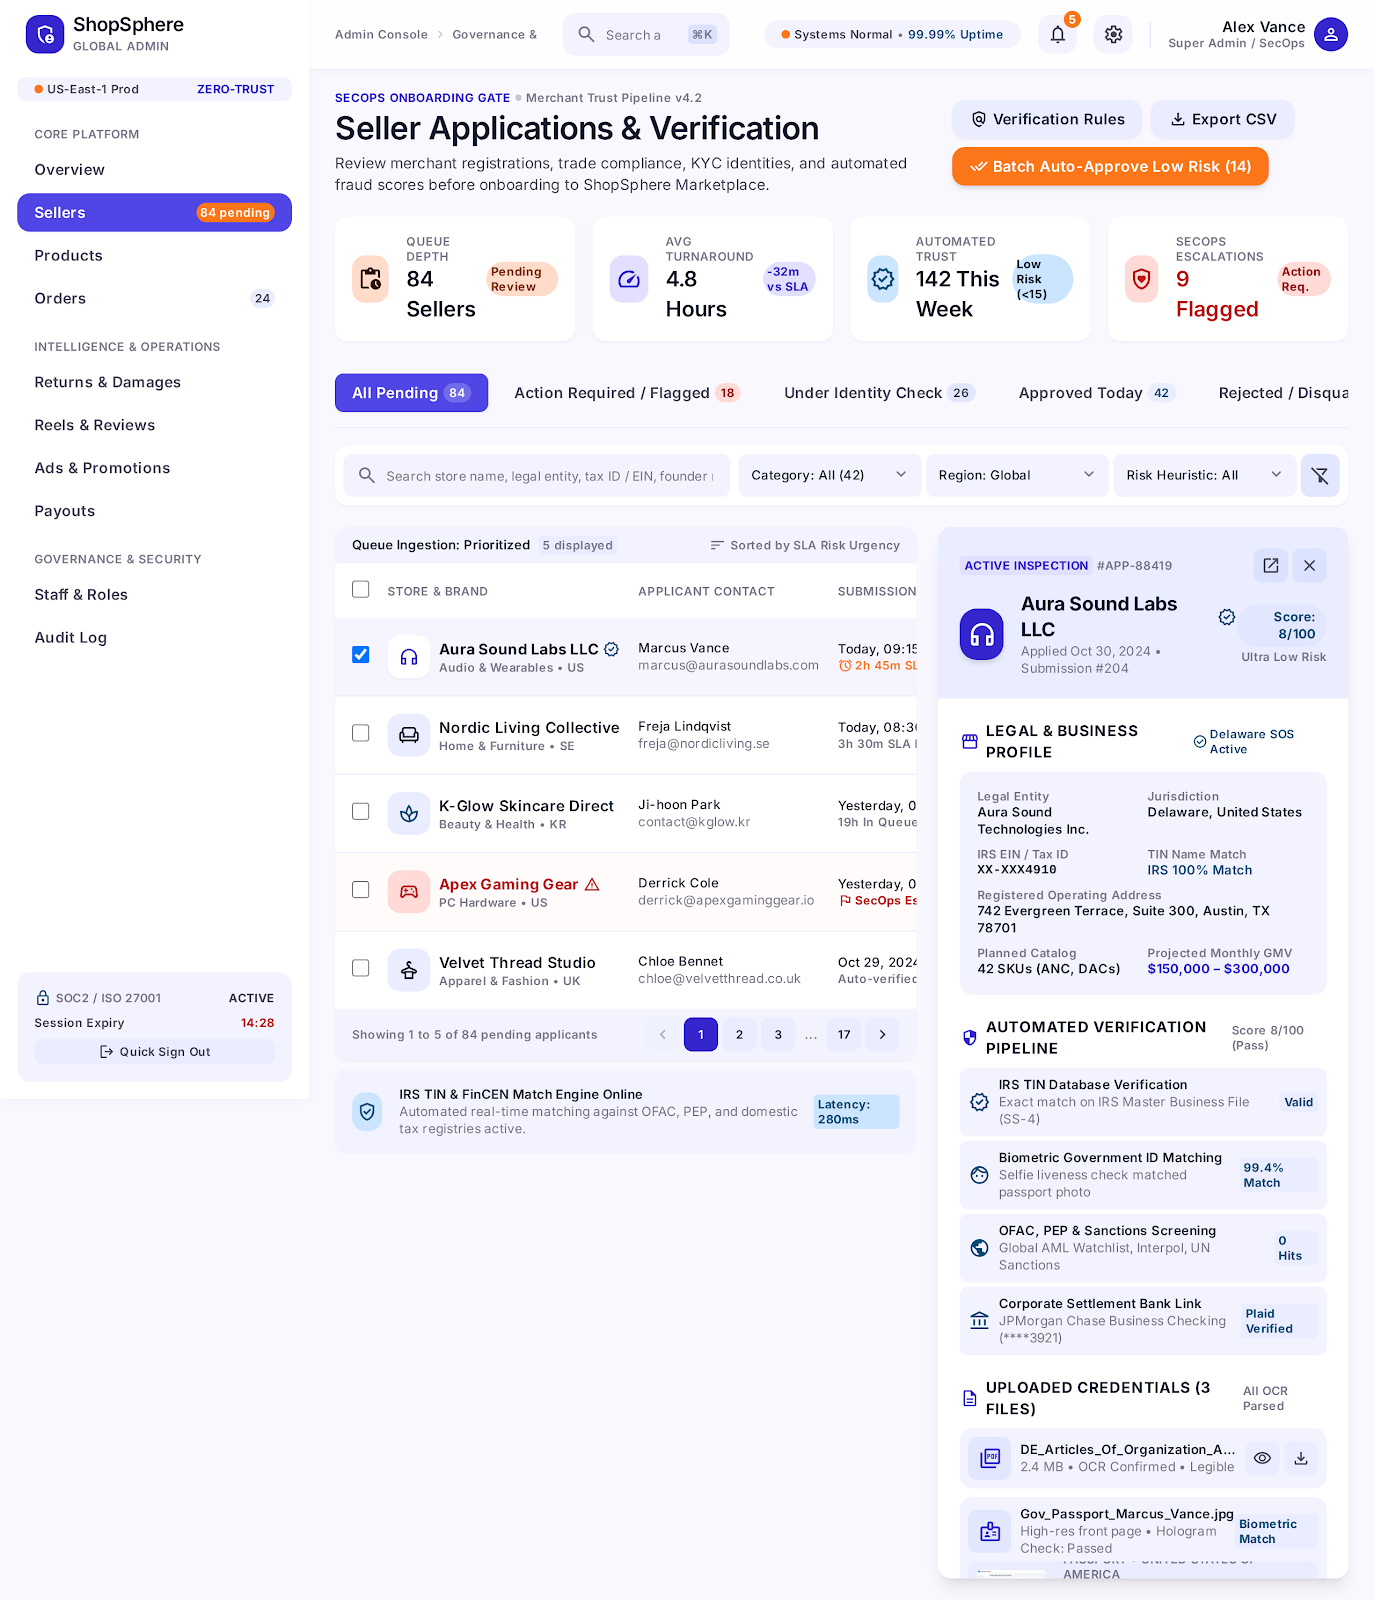 ShopSphere
GLOBAL ADMIN
US-East-1 Prod
ZERO-TRUST
CORE PLATFORM
Overview
Sellers
84 pending
Products
Orders
24
INTELLIGENCE & OPERATIONS
Returns & Damages
Reels & Reviews
Ads & Promotions
Payouts
GOVERNANCE & SECURITY
Staff & Roles
Audit Log
SOC2 / ISO 27001
ACTIVE
Session Expiry
14:28
Quick Sign Out
Admin Console
Governance &
Search a
⌘K
Systems Normal • 99.99% Uptime
5
Alex Vance
Super Admin / SecOps
SECOPS ONBOARDING GATE
Merchant Trust Pipeline v4.2
Seller Applications & Verification
Review merchant registrations, trade compliance, KYC identities, and automated
fraud scores before onboarding to ShopSphere Marketplace.
Verification Rules
Export CSV
Batch Auto-Approve Low Risk (14)
QUEUE
DEPTH
84
Sellers
Pending
Review
AVG
TURNAROUND
4.8
Hours
-32m
vs SLA
AUTOMATED
TRUST
142 This
Week
Low
Risk
(<15)
SECOPS
ESCALATIONS
9
Flagged
Action
Req.
All Pending 84
Action Required / Flagged 18
Under Identity Check 26
Approved Today 42
Rejected / Disqua
Search store name, legal entity, tax ID / EIN, founder
Category: All (42)
Region: Global
Risk Heuristic: All
Queue Ingestion: Prioritized
5 displayed
Sorted by SLA Risk Urgency
STORE & BRAND
APPLICANT CONTACT
SUBMISSION
Aura Sound Labs LLC
Audio & Wearables • US
Marcus Vance
marcus@aurasoundlabs.com
Today, 09:15
2h 45m SL
Nordic Living Collective
Home & Furniture • SE
Freja Lindqvist
freja@nordicliving.se
Today, 08:30
3h 30m SLA
K-Glow Skincare Direct
Beauty & Health • KR
Ji-hoon Park
contact@kglow.kr
Yesterday, 0
19h In Queue
Apex Gaming Gear
PC Hardware • US
Derrick Cole
derrick@apexgaminggear.io
Yesterday, 0
SecOps Es
Velvet Thread Studio
Apparel & Fashion • UK
Chloe Bennet
chloe@velvetthread.co.uk
Oct 29, 2024
Auto-verified
Showing 1 to 5 of 84 pending applicants
1
2
3
...
17
IRS TIN & FinCEN Match Engine Online
Automated real-time matching against OFAC, PEP, and domestic
tax registries active.
Latency:
280ms
ACTIVE INSPECTION
#APP-88419
Aura Sound Labs
LLC
Applied Oct 30, 2024 •
Submission #204
Score:
8/100
Ultra Low Risk
LEGAL & BUSINESS
PROFILE
Delaware SOS
Active
Legal Entity
Aura Sound
Technologies Inc.
Jurisdiction
Delaware, United States
IRS EIN / Tax ID
XX-XXX4910
TIN Name Match
IRS 100% Match
Registered Operating Address
742 Evergreen Terrace, Suite 300, Austin, TX
78701
Planned Catalog
42 SKUs (ANC, DACs)
Projected Monthly GMV
$150,000 – $300,000
AUTOMATED VERIFICATION
PIPELINE
Score 8/100
(Pass)
IRS TIN Database Verification
Exact match on IRS Master Business File
(SS-4)
Valid
Biometric Government ID Matching
Selfie liveness check matched
passport photo
99.4%
Match
OFAC, PEP & Sanctions Screening
Global AML Watchlist, Interpol, UN
Sanctions
0
Hits
Corporate Settlement Bank Link
JPMorgan Chase Business Checking
(****3921)
Plaid
Verified
UPLOADED CREDENTIALS (3
FILES)
All OCR
Parsed
DE_Articles_Of_Organization_A...
2.4 MB • OCR Confirmed • Legible
Gov_Passport_Marcus_Vance.jpg
High-res front page • Hologram
Check: Passed
Biometric
Match
PASSPORT • UNITED STATES OF
AMERICA